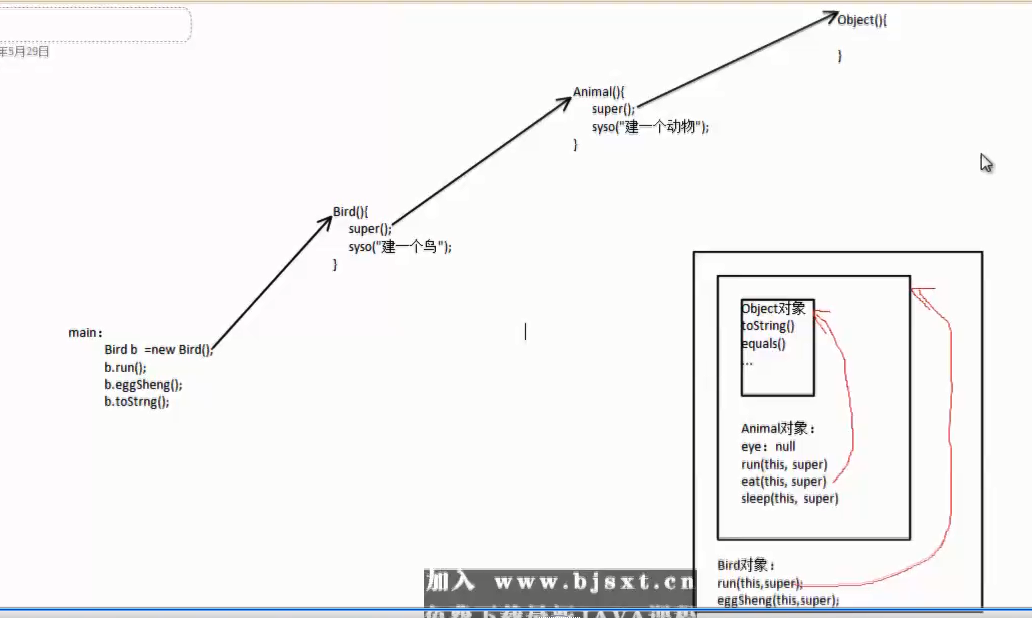 年5月29日
Object(){
}
Animal(){
super();
syso("建一个动物");
}
Bird(){
super();
syso("建一个鸟");
}
main：
Bird b =new Bird();
b.run();
b.eggSheng();
b.toStrng();
Object对象
toString()
equals()
...
Animal对象：
eye：null
run(this, super)
eat(this, super)
sleep(this, super)
Bird对象：
run(this,super);
eggSheng(this,super);
加入 www.bjsxt.cn